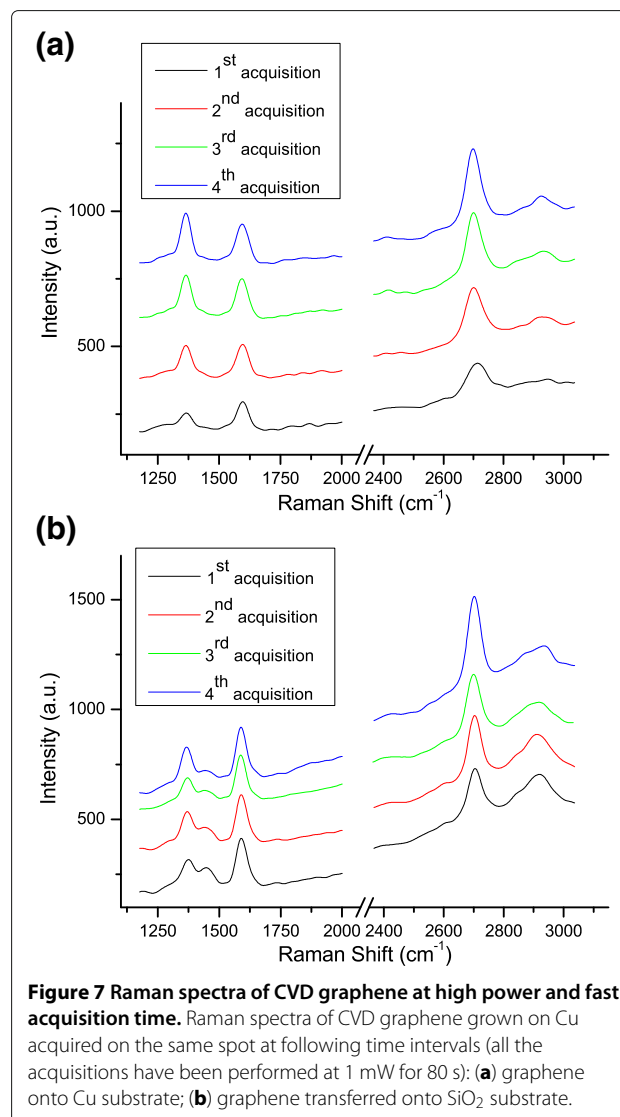 (a)
1st acquisition
2nd acquisition
3rd acquisition
4th acquisition
1000
500
Intensity (a.u.)
1250 1500 1750 2000 2400 2600 2800 3000
Raman Shift (cm-1)
(b)
1st acquisition
2nd acquisition
3rd acquisition
4th acquisition
1500
1000
500
Intensity (a.u.)
1250 1500 1750 2000 2400 2600 2800 3000
Raman Shift (cm-1)
Figure 7 Raman spectra of CVD graphene at high power and fast
acquisition time. Raman spectra of CVD graphene grown on Cu
acquired on the same spot at following time intervals (all the
acquisitions have been performed at 1 mW for 80 s): (a) graphene
onto Cu substrate; (b) graphene transferred onto SiO2 substrate.